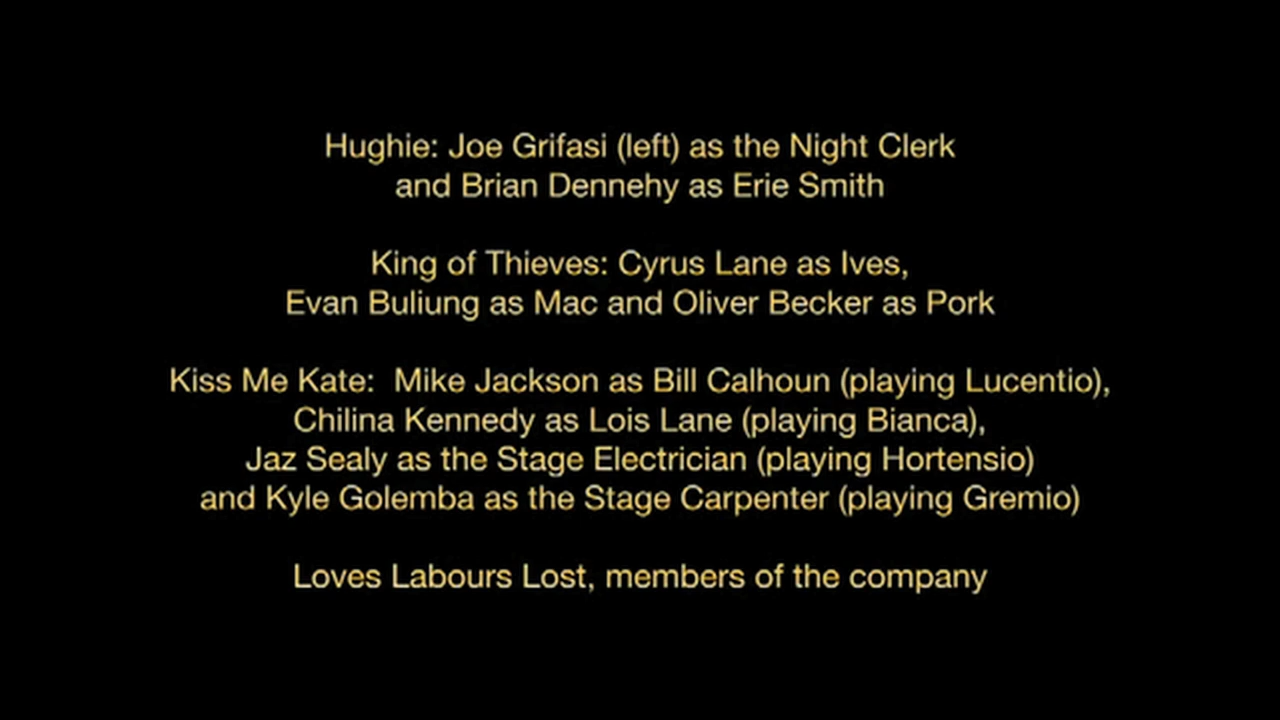 Hughie: Joe Grifasi (left) as the Night Clerk
and Brian Dennehy as Erie Smith
King of Thieves: Cyrus Lane as Ives,
Evan Buliung as Mac and Oliver Becker as Pork
Kiss Me Kate:  Mike Jackson as Bill Calhoun (playing Lucentio),
Chilina Kennedy as Lois Lane (playing Bianca),
Jaz Sealy as the Stage Electrician (playing Hortensio)
and Kyle Golemba as the Stage Carpenter (playing Gremio)
Loves Labours Lost, members of the company